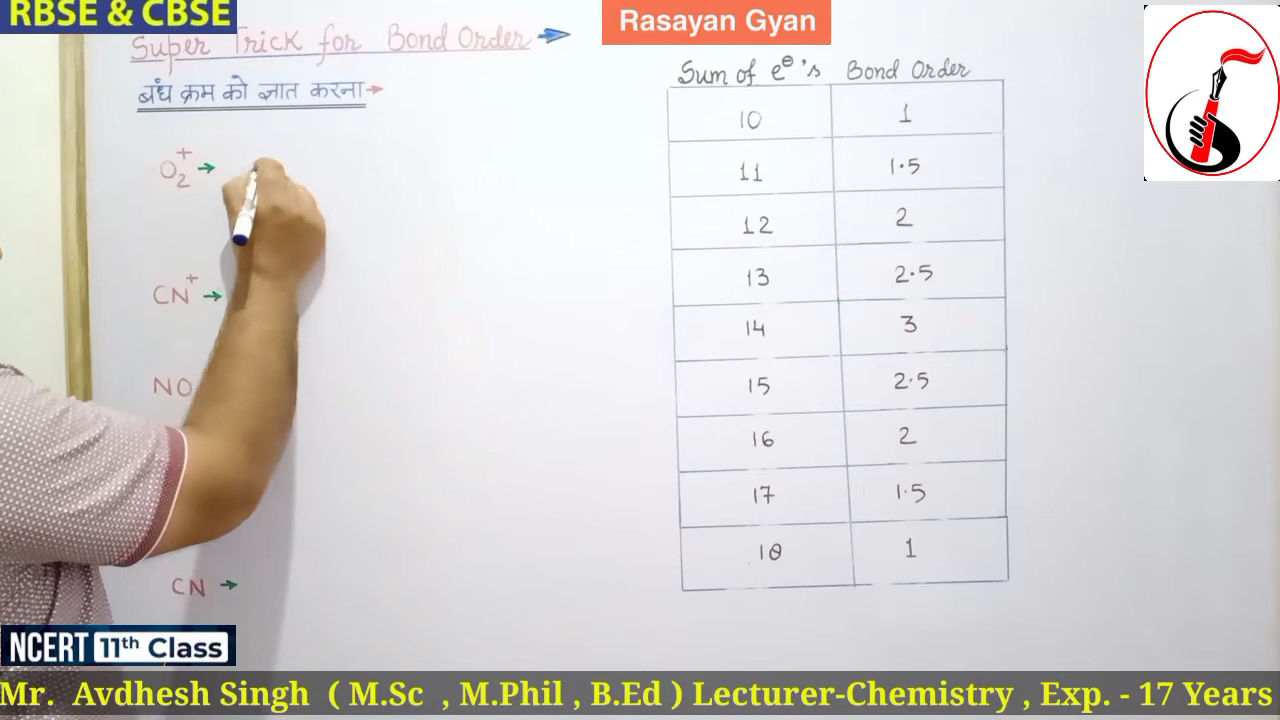 RBSE & CBSE
Rasayan Gyan
Super Trick for Bond Order
बंध क्रम को ज्ञात करना
O₂⁺ →
CN⁺ →
NO
CN →
Sum of e⊖'s Bond Order
10 1
11 1.5
12 2
13 2.5
14 3
15 2.5
16 2
17 1.5
18 1
NCERT 11th Class
Mr. Avdhesh Singh ( M.Sc , M.Phil , B.Ed ) Lecturer-Chemistry , Exp. - 17 Years